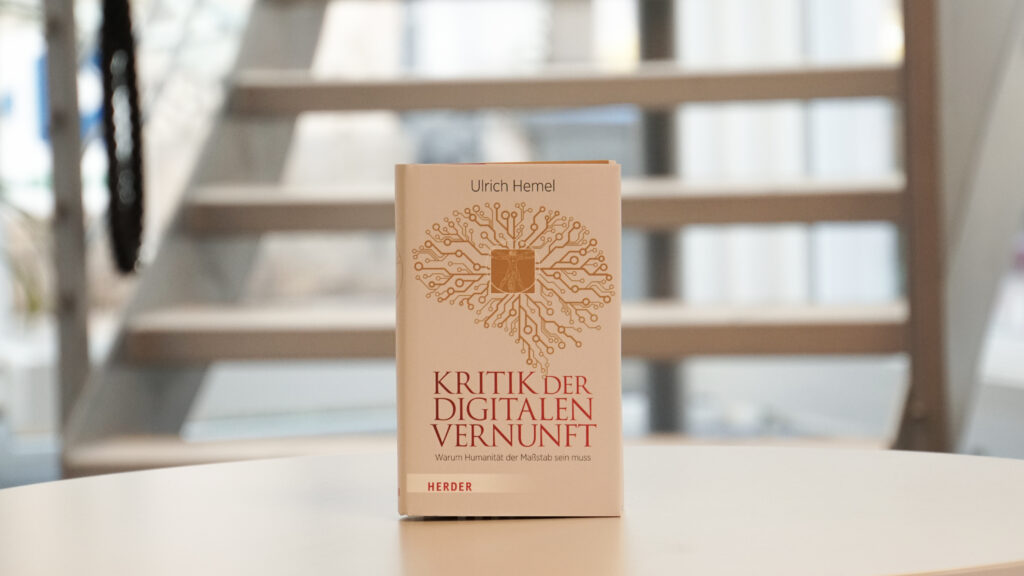 Ulrich Hemel
KRITIK DER
DIGITALEN
VERNUNFT
Warum Humanität der Maßstab sein muss
HERDER